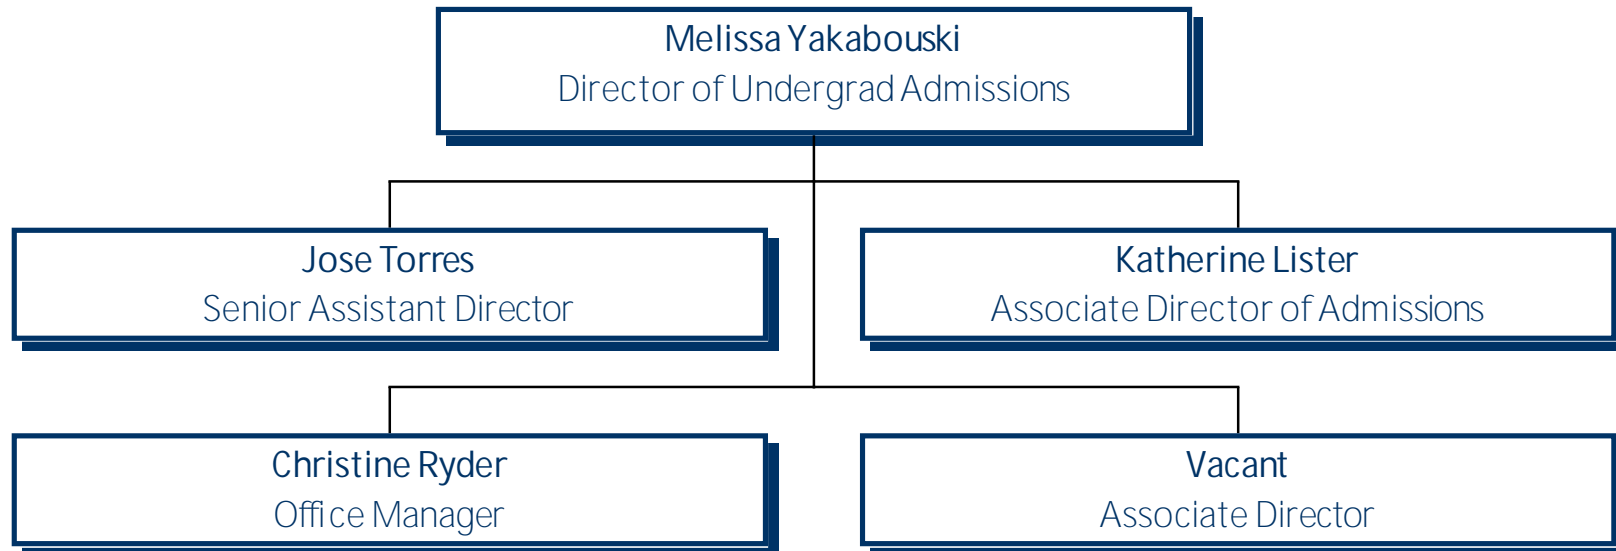 Melissa Yakabouski
Director of Undergrad Admissions
Jose Torres
Senior Assistant Director
Katherine Lister
Associate Director of Admissions
Christine Ryder
Office Manager
Vacant
Associate Director